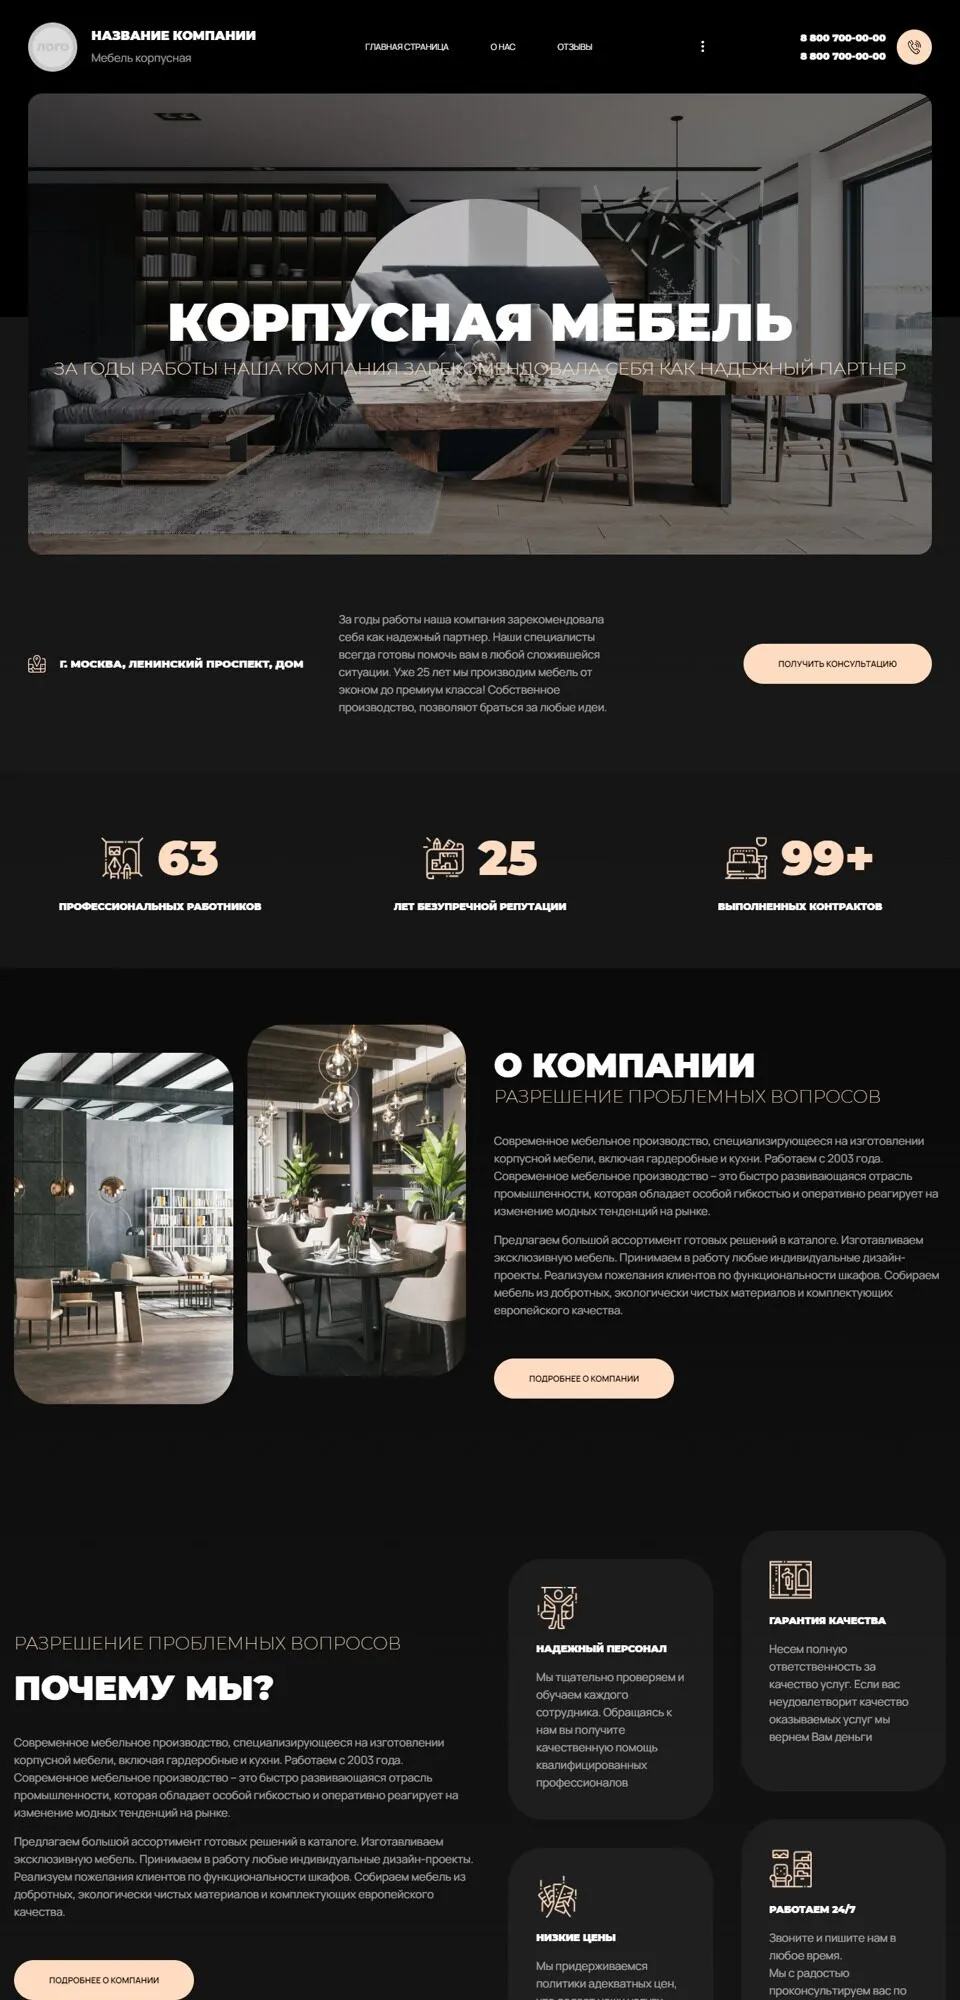 ЛОГО
НАЗВАНИЕ КОМПАНИИ
Мебель корпусная
ГЛАВНАЯ СТРАНИЦА
О НАС
ОТЗЫВЫ
8 800 700-00-00
8 800 700-00-00
КОРПУСНАЯ МЕБЕЛЬ
ЗА ГОДЫ РАБОТЫ НАША КОМПАНИЯ ЗАРЕКОМЕНДОВАЛА СЕБЯ КАК НАДЕЖНЫЙ ПАРТНЕР
Г. МОСКВА, ЛЕНИНСКИЙ ПРОСПЕКТ, ДОМ
За годы работы наша компания зарекомендовала
себя как надежный партнер. Наши специалисты
всегда готовы помочь вам в любой сложившейся
ситуации. Уже 25 лет мы производим мебель от
эконом до премиум класса! Собственное
производство, позволяют браться за любые идеи.
ПОЛУЧИТЬ КОНСУЛЬТАЦИЮ
63
ПРОФЕССИОНАЛЬНЫХ РАБОТНИКОВ
25
ЛЕТ БЕЗУПРЕЧНОЙ РЕПУТАЦИИ
99+
ВЫПОЛНЕННЫХ КОНТРАКТОВ
О КОМПАНИИ
РАЗРЕШЕНИЕ ПРОБЛЕМНЫХ ВОПРОСОВ
Современное мебельное производство, специализирующееся на изготовлении
корпусной мебели, включая гардеробные и кухни. Работаем с 2003 года.
Современное мебельное производство – это быстро развивающаяся отрасль
промышленности, которая обладает особой гибкостью и оперативно реагирует на
изменение модных тенденций на рынке.
Предлагаем большой ассортимент готовых решений в каталоге. Изготавливаем
эксклюзивную мебель. Принимаем в работу любые индивидуальные дизайн-
проекты. Реализуем пожелания клиентов по функциональности шкафов. Собираем
мебель из добротных, экологически чистых материалов и комплектующих
европейского качества.
ПОДРОБНЕЕ О КОМПАНИИ
РАЗРЕШЕНИЕ ПРОБЛЕМНЫХ ВОПРОСОВ
ПОЧЕМУ МЫ?
Современное мебельное производство, специализирующееся на изготовлении
корпусной мебели, включая гардеробные и кухни. Работаем с 2003 года.
Современное мебельное производство – это быстро развивающаяся отрасль
промышленности, которая обладает особой гибкостью и оперативно реагирует на
изменение модных тенденций на рынке.
Предлагаем большой ассортимент готовых решений в каталоге. Изготавливаем
эксклюзивную мебель. Принимаем в работу любые индивидуальные дизайн-проекты.
Реализуем пожелания клиентов по функциональности шкафов. Собираем мебель из
добротных, экологически чистых материалов и комплектующих европейского
качества.
ПОДРОБНЕЕ О КОМПАНИИ
НАДЕЖНЫЙ ПЕРСОНАЛ
Мы тщательно проверяем и
обучаем каждого
сотрудника. Обращаясь к
нам вы получите
качественную помощь
квалифицированных
профессионалов
ГАРАНТИЯ КАЧЕСТВА
Несем полную
ответственность за
качество услуг. Если вас
неудовлетворит качество
оказываемых услуг мы
вернем Вам деньги
НИЗКИЕ ЦЕНЫ
Мы придерживаемся
политики адекватных цен,
РАБОТАЕМ 24/7
Звоните и пишите нам в
любое время.
Мы с радостью
проконсультируем вас по